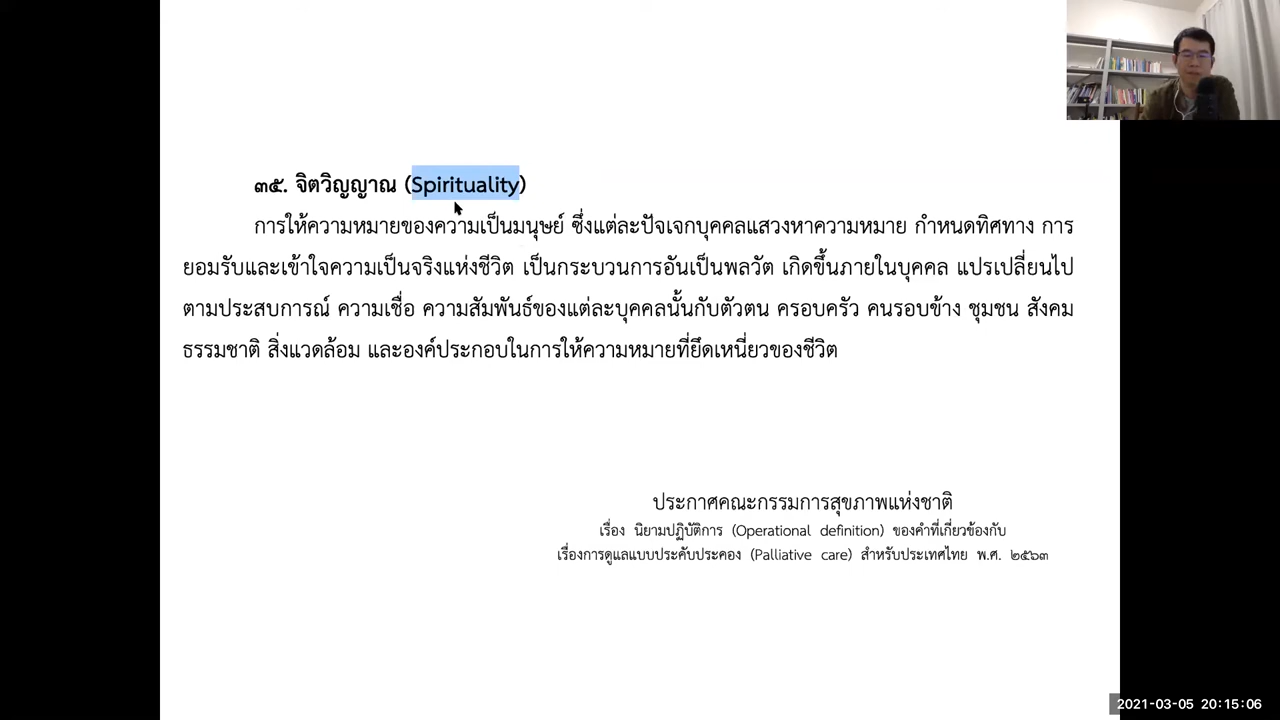 ๓๕. จิตวิญญาณ (Spirituality)
การให้ความหมายของความเป็นมนุษย์ ซึ่งแต่ละปัจเจกบุคคลแสวงหาความหมาย กำหนดทิศทาง การ
ยอมรับและเข้าใจความเป็นจริงแห่งชีวิต เป็นกระบวนการอันเป็นพลวัต เกิดขึ้นภายในบุคคล แปรเปลี่ยนไป
ตามประสบการณ์ ความเชื่อ ความสัมพันธ์ของแต่ละบุคคลนั้นกับตัวตน ครอบครัว คนรอบข้าง ชุมชน สังคม
ธรรมชาติ สิ่งแวดล้อม และองค์ประกอบในการให้ความหมายที่ยึดเหนี่ยวของชีวิต
ประกาศคณะกรรมการสุขภาพแห่งชาติ
เรื่อง นิยามปฏิบัติการ (Operational definition) ของคำที่เกี่ยวข้องกับ
เรื่องการดูแลแบบประคับประคอง (Palliative care) สำหรับประเทศไทย พ.ศ. ๒๕๖๓
2021-03-05 20:15:06